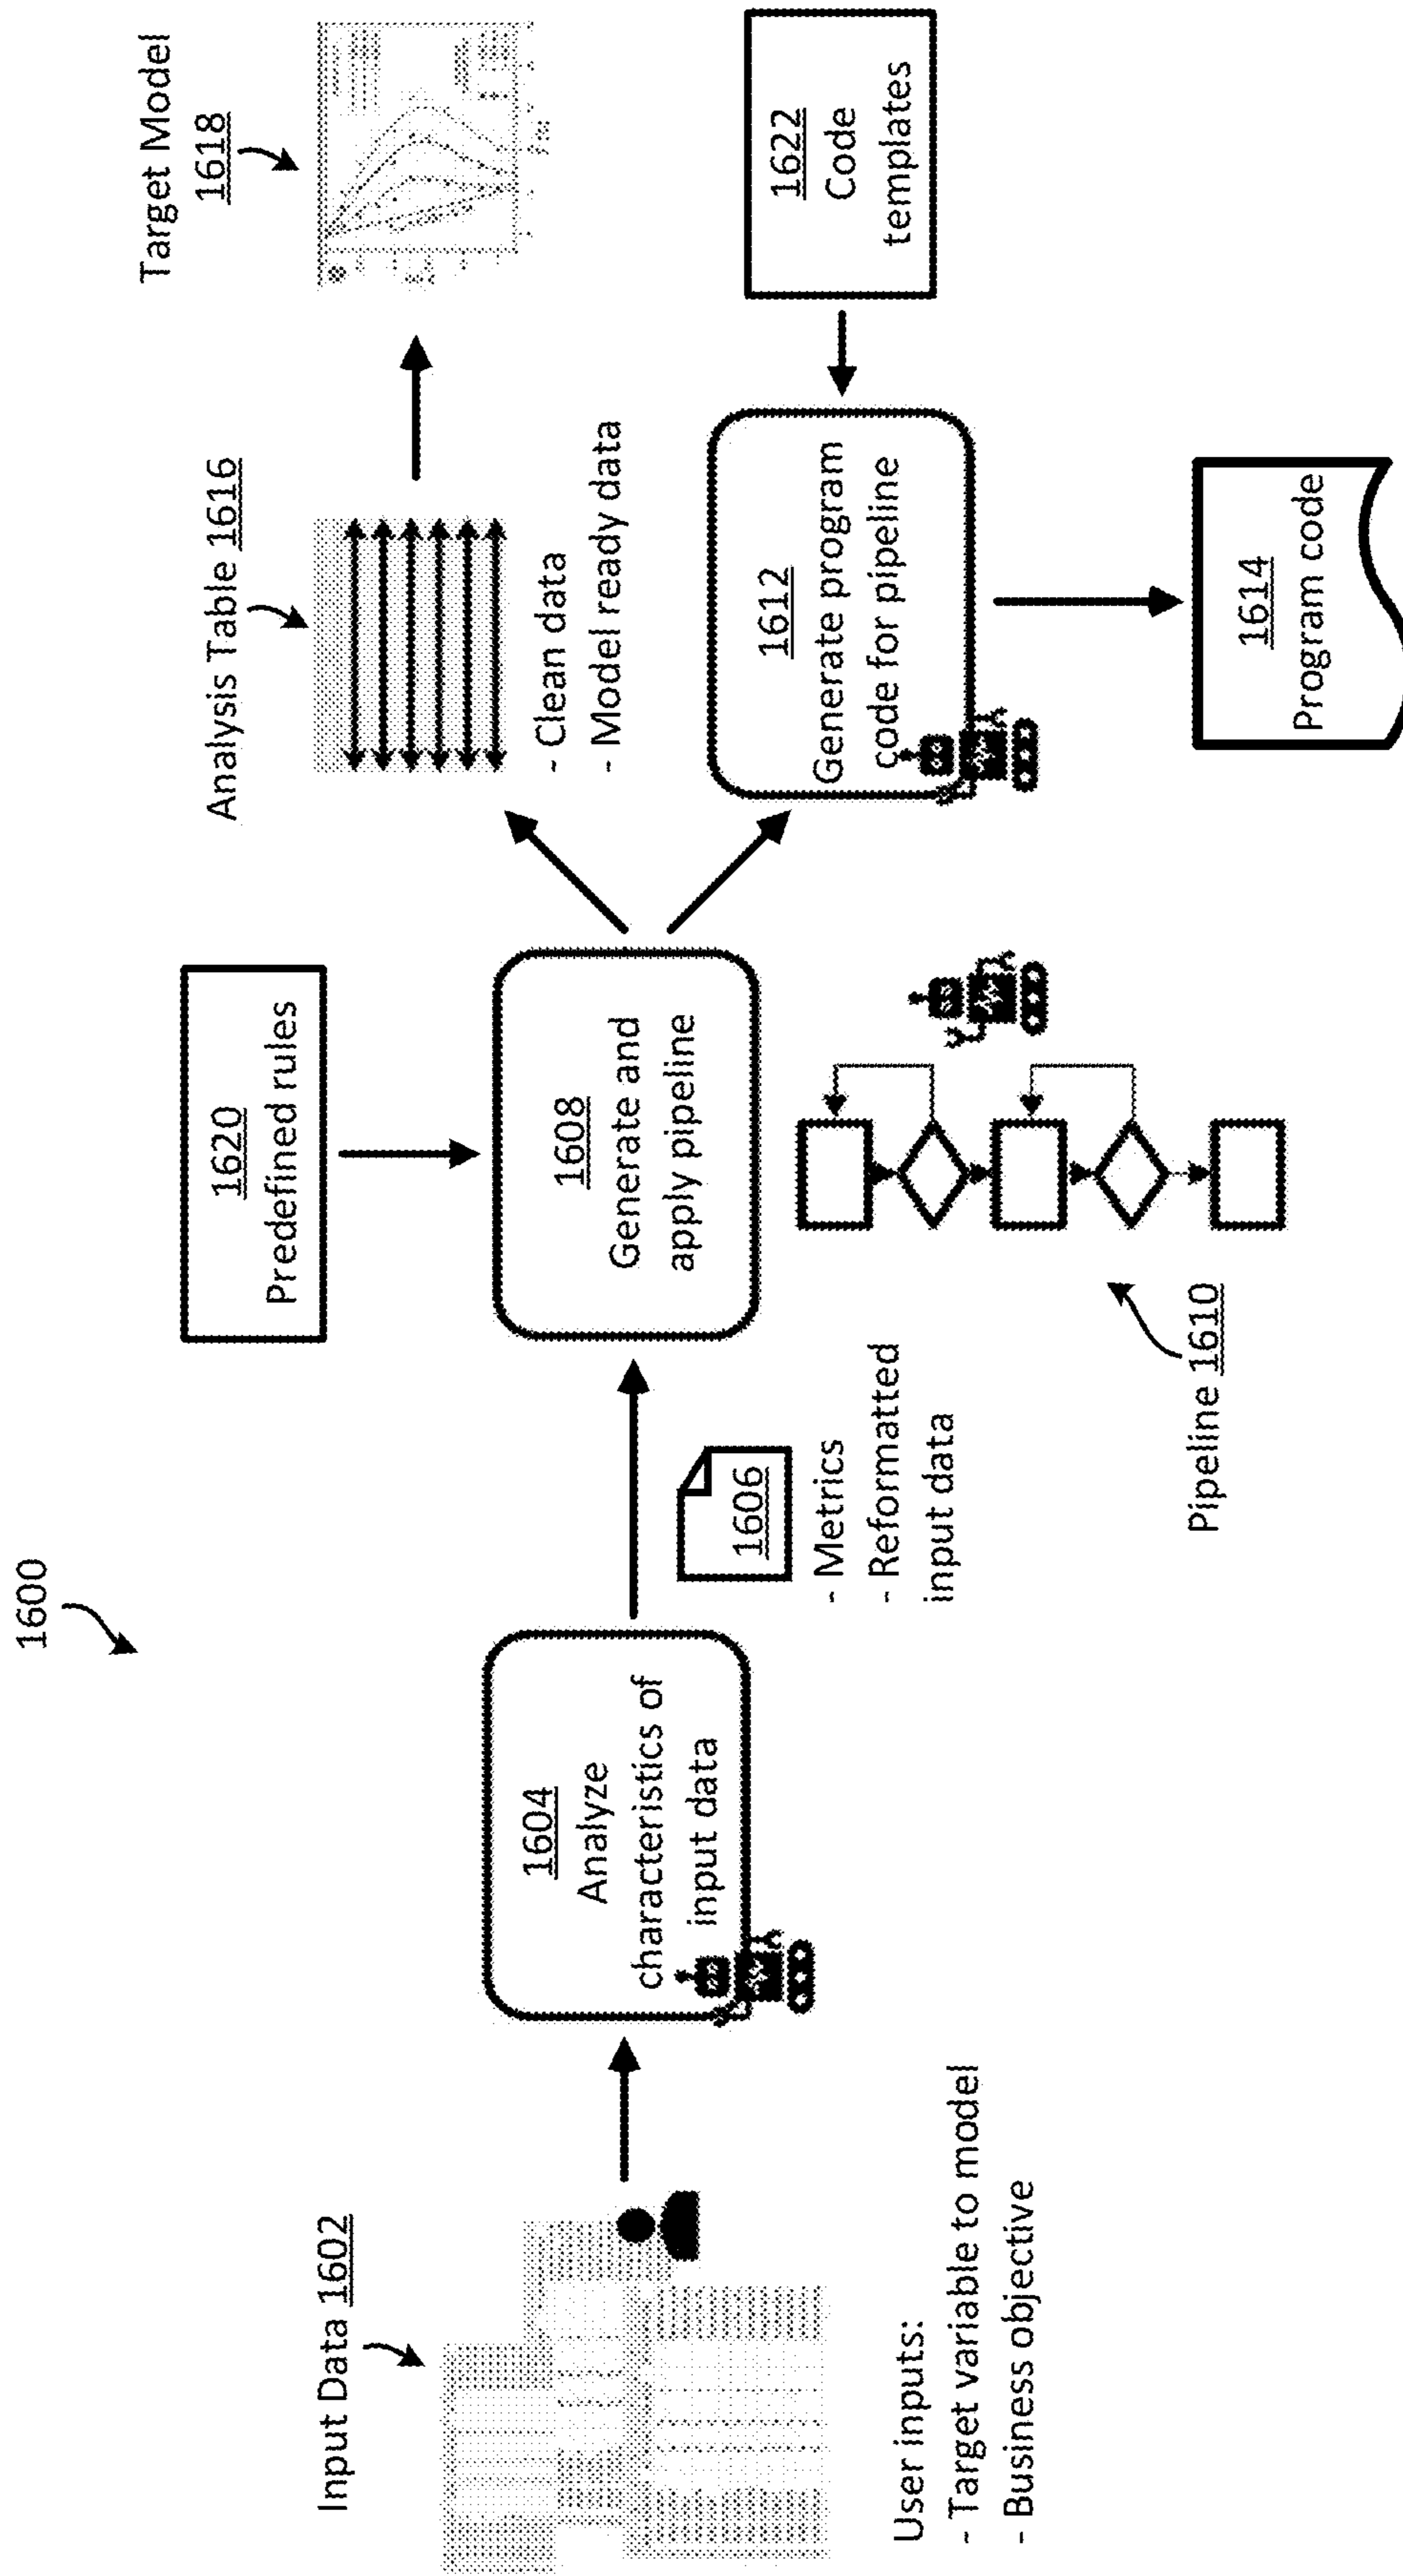 1600
Input Data 1602
User inputs:
- Target variable to model
- Business objective
1604
Analyze
characteristics of
input data
1606
- Metrics
- Reformatted
input data
1620
Predefined rules
1608
Generate and
apply pipeline
Pipeline 1610
Analysis Table 1616
- Clean data
- Model ready data
Target Model
1618
1612
Generate program
code for pipeline
1622
Code
templates
1614
Program code